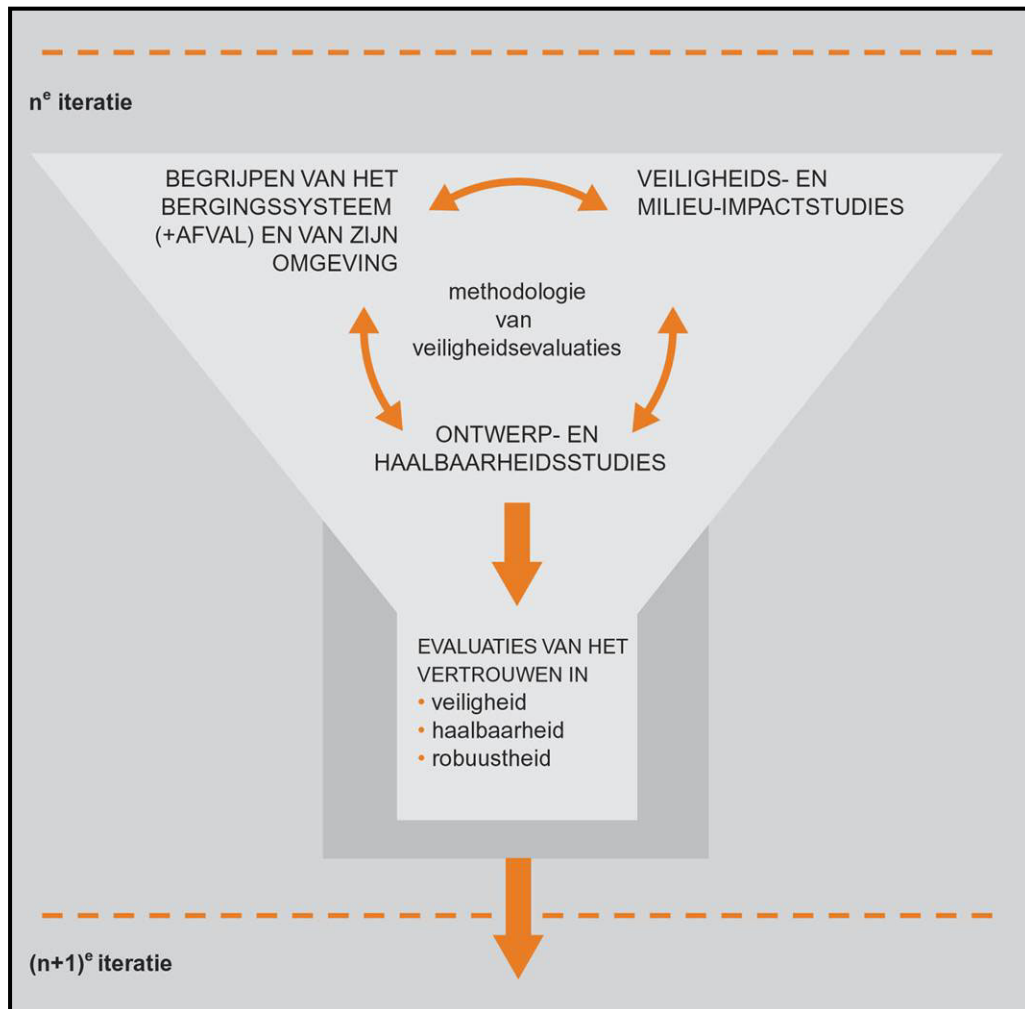 nᵉ iteratie
BEGRIJPEN VAN HET
BERGINGSSYSTEEM
(+AFVAL) EN VAN ZIJN
OMGEVING
VEILIGHEIDS- EN
MILIEU-IMPACTSTUDIES
methodologie
van
veiligheidsevaluaties
ONTWERP- EN
HAALBAARHEIDSSTUDIES
EVALUATIES VAN HET
VERTROUWEN IN
• veiligheid
• haalbaarheid
• robuustheid
(n+1)ᵉ iteratie